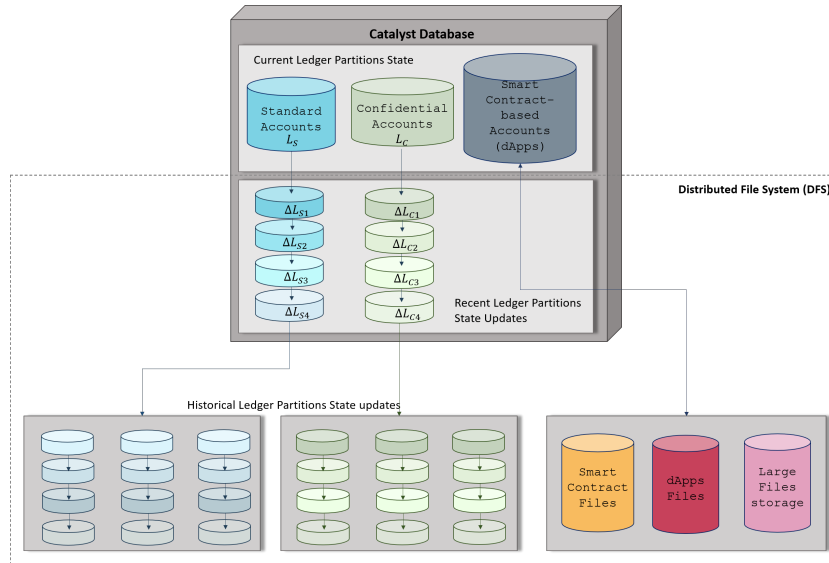 Catalyst Database
Current Ledger Partitions State
Standard
Accounts
L_S
Confidential
Accounts
L_C
Smart
Contract-
based
Accounts
(dApps)
Distributed File System (DFS)
ΔL_S1
ΔL_S2
ΔL_S3
ΔL_S4
ΔL_C1
ΔL_C2
ΔL_C3
ΔL_C4
Recent Ledger Partitions
State Updates
Historical Ledger Partitions State updates
Smart
Contract
Files
dApps
Files
Large
Files
storage